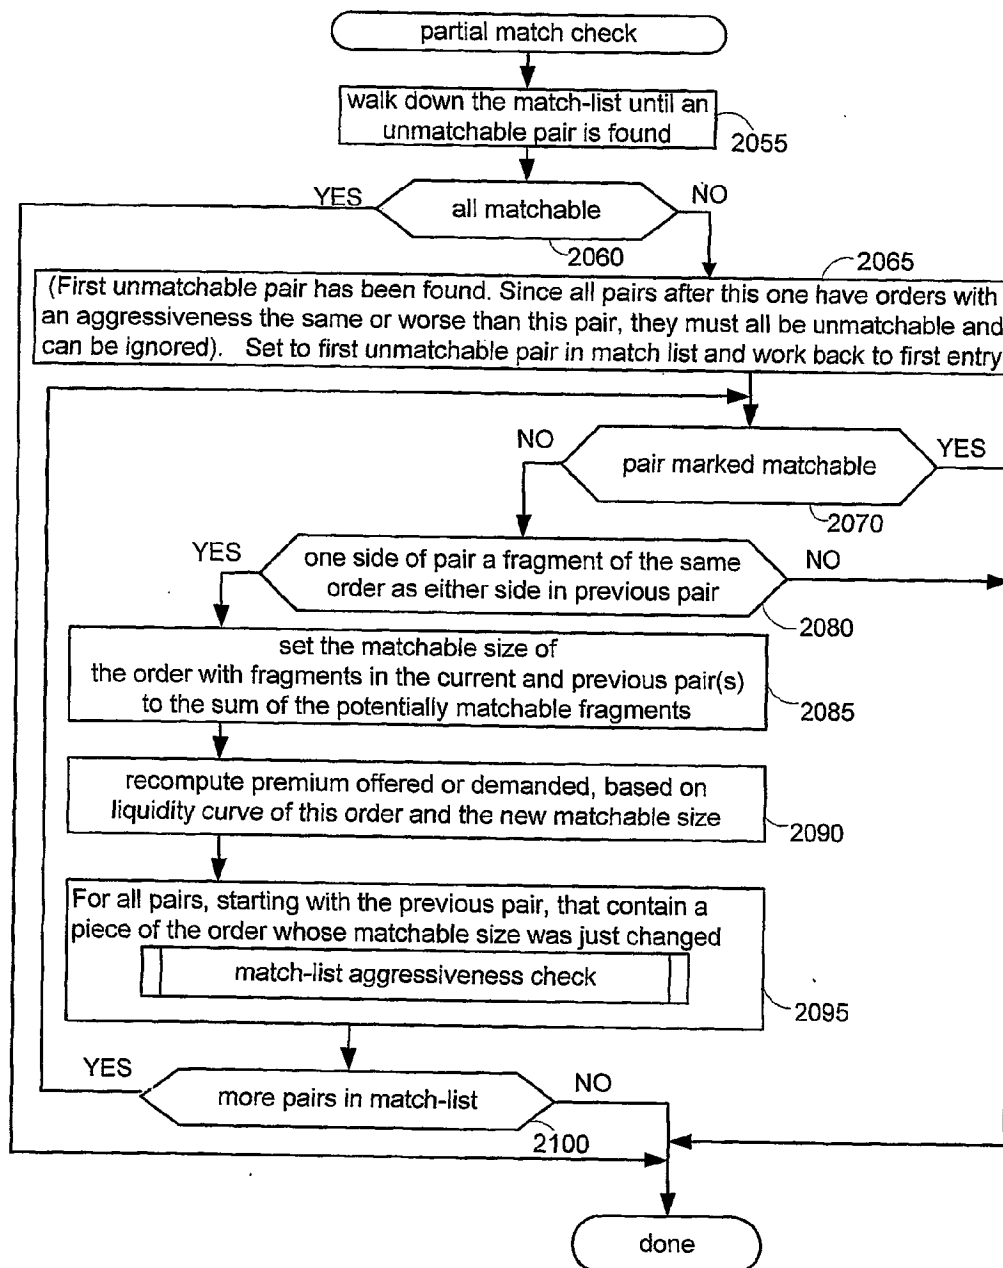 partial match check
walk down the match-list until an
unmatchable pair is found
2055
YES
NO
all matchable
2060
2065
(First unmatchable pair has been found. Since all pairs after this one have orders with
an aggressiveness the same or worse than this pair, they must all be unmatchable and
can be ignored). Set to first unmatchable pair in match list and work back to first entry
NO
YES
pair marked matchable
2070
YES
one side of pair a fragment of the same
order as either side in previous pair
NO
2080
set the matchable size of
the order with fragments in the current and previous pair(s)
to the sum of the potentially matchable fragments
2085
recompute premium offered or demanded, based on
liquidity curve of this order and the new matchable size
2090
For all pairs, starting with the previous pair, that contain a
piece of the order whose matchable size was just changed
match-list aggressiveness check
2095
YES
NO
more pairs in match-list
2100
done